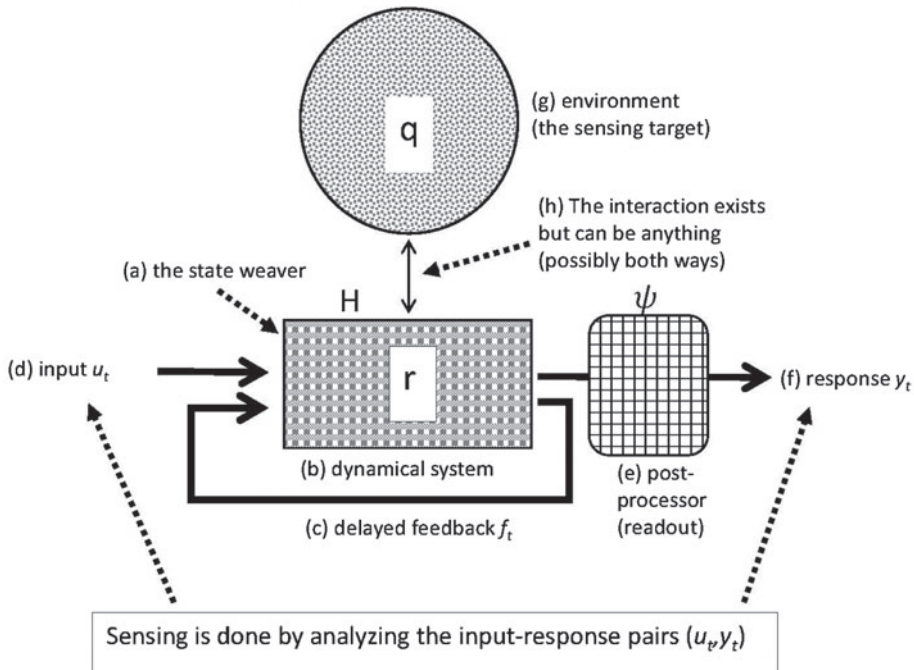 q
(g) environment
(the sensing target)
(h) The interaction exists
but can be anything
(possibly both ways)
(a) the state weaver
H
ψ
(d) input u_t
r
(f) response y_t
(b) dynamical system
(e) post-
processor
(readout)
(c) delayed feedback f_t
Sensing is done by analyzing the input-response pairs (u_t,y_t)